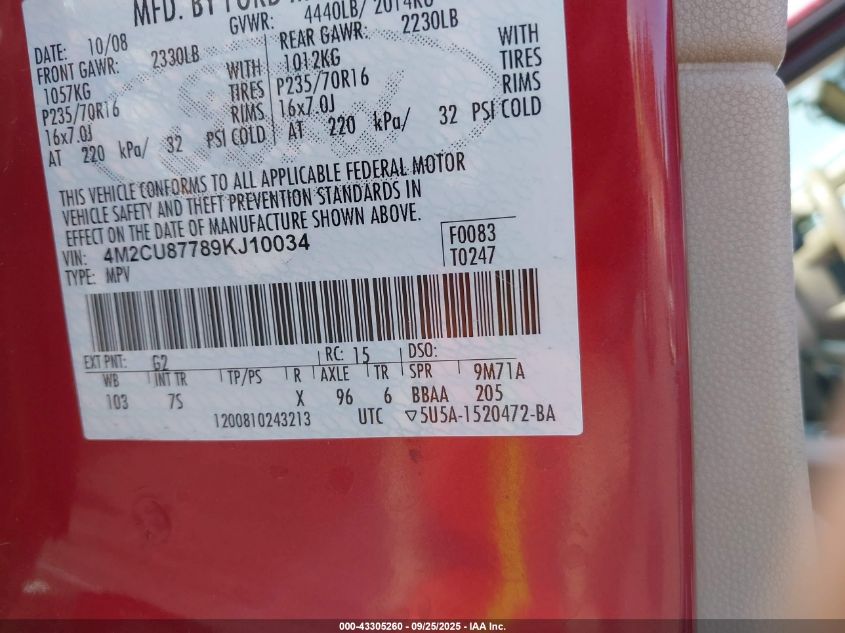 MFD. BY FORD
GVWR: 4440LB/ 2014KG
DATE: 10/08
FRONT GAWR: 2330LB
1057KG WITH
P235/70R16 TIRES
16x7.0J RIMS
AT 220 kPa/ 32 PSI COLD
REAR GAWR: 2230LB
1012KG WITH
P235/70R16 TIRES
16x7.0J RIMS
AT 220 kPa/ 32 PSI COLD
THIS VEHICLE CONFORMS TO ALL APPLICABLE FEDERAL MOTOR
VEHICLE SAFETY AND THEFT PREVENTION STANDARDS IN
EFFECT ON THE DATE OF MANUFACTURE SHOWN ABOVE.
VIN: 4M2CU87789KJ10034
TYPE: MPV
F0083
T0247
EXT PNT: G2 RC: 15 DSO:
WB INT TR TP/PS R AXLE TR SPR 9M71A
103 7S X 96 6 BBAA 205
1200810243213 UTC ▽5U5A-1520472-BA
000-43305260 - 09/25/2025 - IAA Inc.